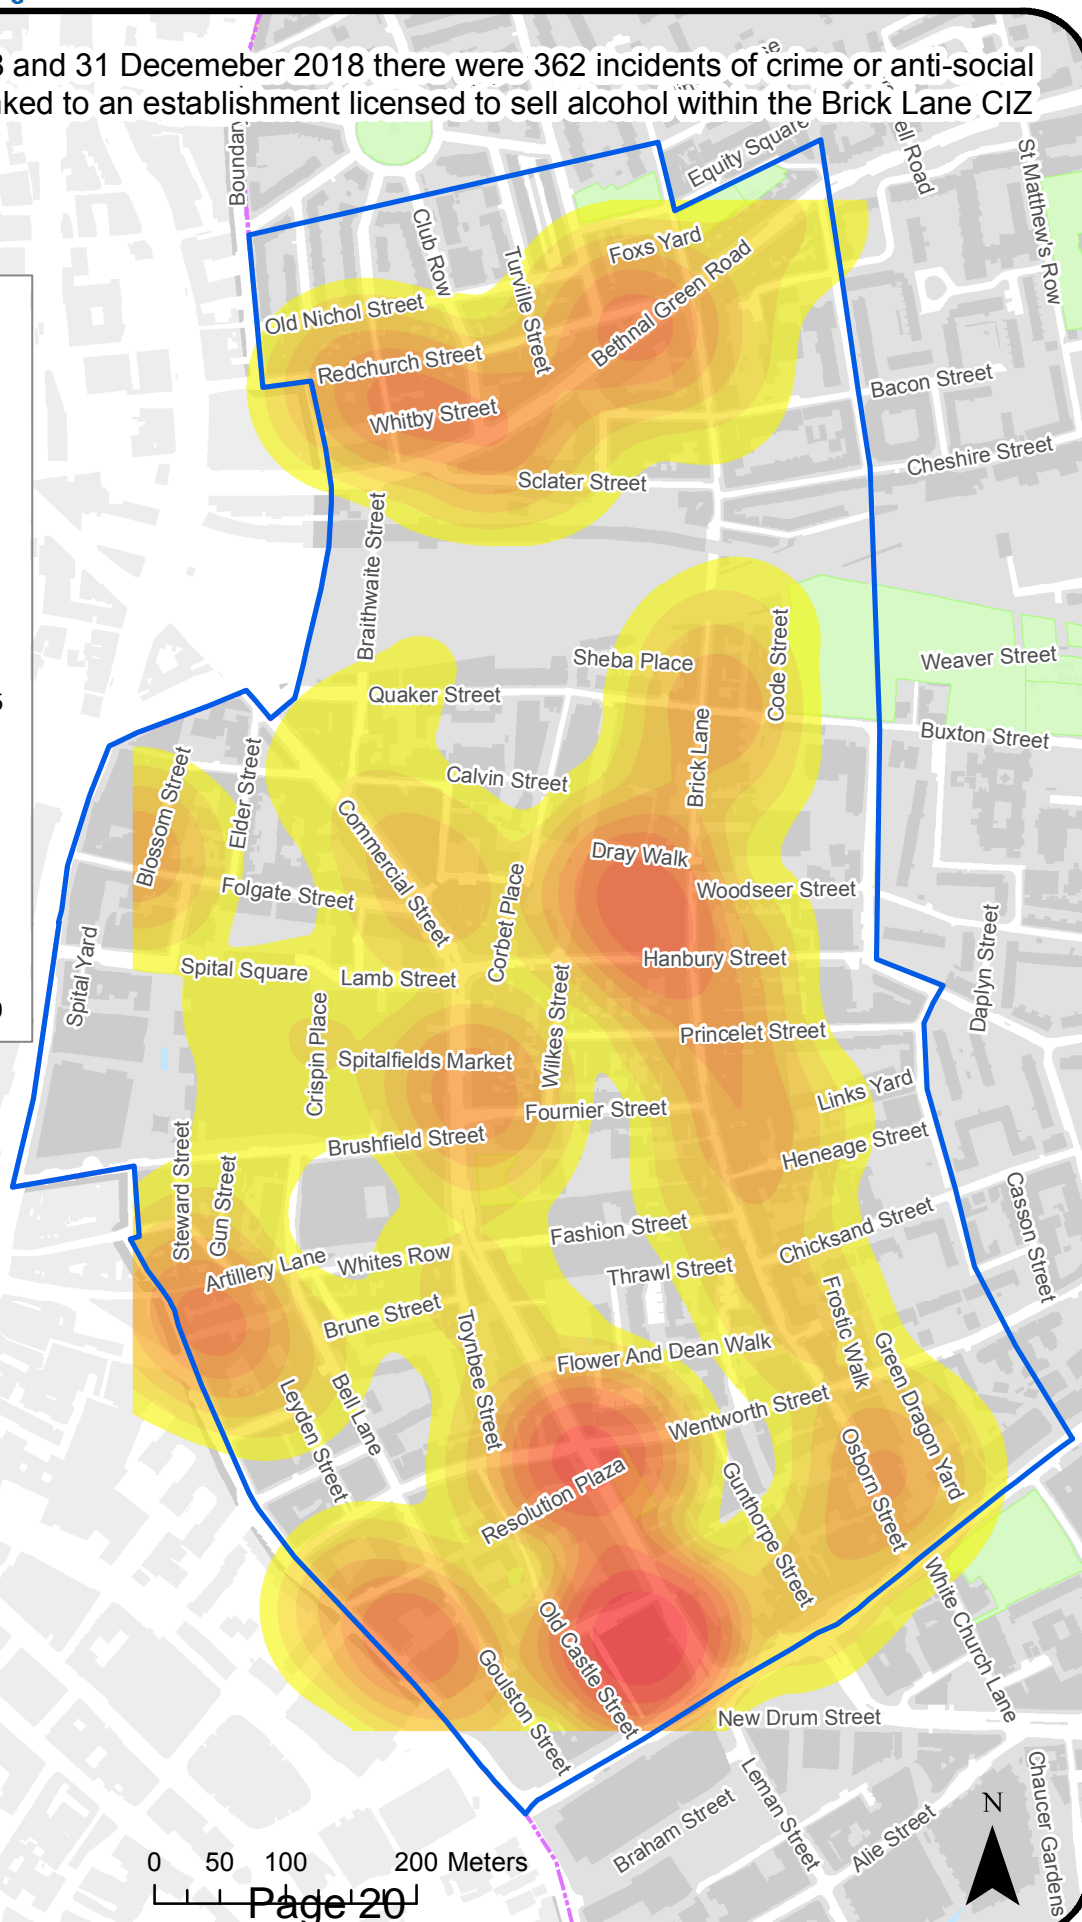 3 and 31 Decemeber 2018 there were 362 incidents of crime or anti-social
nked to an establishment licensed to sell alcohol within the Brick Lane CIZ
Boundary
Equity Square
ell Road
St Matthew's Row
Club Row
Turville Street
Foxs Yard
Bethnal Green Road
Old Nichol Street
Redchurch Street
Whitby Street
Bacon Street
Cheshire Street
Sclater Street
Braithwaite Street
Sheba Place
Code Street
Weaver Street
Quaker Street
Buxton Street
Brick Lane
Blossom Street
Elder Street
Calvin Street
Commercial Street
Dray Walk
Folgate Street
Woodseer Street
Corbet Place
Spital Yard
Spital Square
Lamb Street
Hanbury Street
Daplyn Street
Crispin Place
Wilkes Street
Princelet Street
Spitalfields Market
Links Yard
Fournier Street
Brushfield Street
Heneage Street
Steward Street
Gun Street
Fashion Street
Chicksand Street
Casson Street
Artillery Lane
Whites Row
Thrawl Street
Brune Street
Toynbee Street
Frostic Walk
Flower And Dean Walk
Green Dragon Yard
Leyden Street
Bell Lane
Wentworth Street
Osborn Street
Resolution Plaza
Gunthorpe Street
White Church Lane
Old Castle Street
Goulston Street
New Drum Street
Leman Street
Braham Street
Alie Street
Chaucer Gardens
N
0 50 100 200 Meters
Page 20